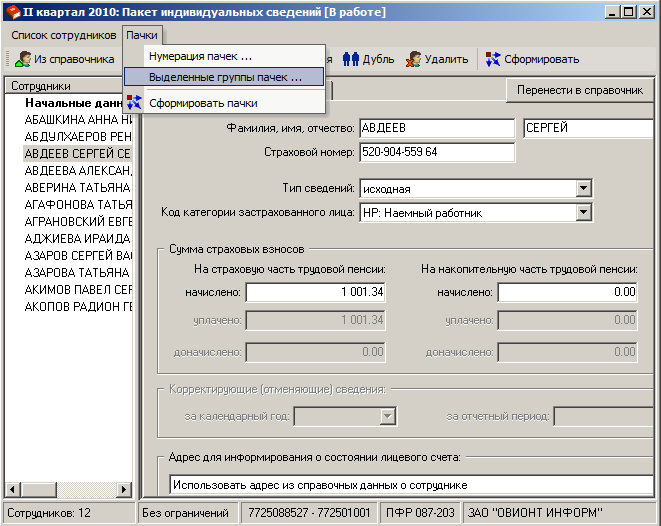 II квартал 2010: Пакет индивидуальных сведений [В работе]
Список сотрудников Пачки
Из справочника Дубль Удалить Сформировать
Нумерация пачек ...
Выделенные группы пачек ...
Сформировать пачки
Сотрудники
Начальные данн
АБАШКИНА АННА НИ
АБДУЛХАЕРОВ РЕН
АВДЕЕВ СЕРГЕЙ СЕ
АВДЕЕВА АЛЕКСАН,
АВЕРИНА ТАТЬЯНА
АГАФОНОВА ТАТЬЯ
АГРАНОВСКИЙ ЕВГЕ
АДЖИЕВА ИРАИДА
АЗАРОВ СЕРГЕЙ ВАС
АЗАРОВА ТАТЬЯНА
АКИМОВ ПАВЕЛ СЕР
АКОПОВ РАДИОН ГЕ
Перенести в справочник
Фамилия, имя, отчество: АВДЕЕВ СЕРГЕЙ
Страховой номер: 520-904-559 64
Тип сведений: исходная
Код категории застрахованного лица: НР: Наемный работник
Сумма страховых взносов
На страховую часть трудовой пенсии: На накопительную часть трудовой пенсии:
начислено: 1 001.34 начислено: 0.00
уплачено: 1 001.34 уплачено: 0.00
доначислено: 0.00 доначислено: 0.00
Корректирующие (отменяющие) сведения:
за календарный год: за отчетный период:
Адрес для информирования о состоянии лицевого счета:
Использовать адрес из справочных данных о сотруднике
Сотрудников: 12 Без ограничений 7725088527 - 772501001 ПФР 087-203 ЗАО "ОВИОНТ ИНФОРМ"